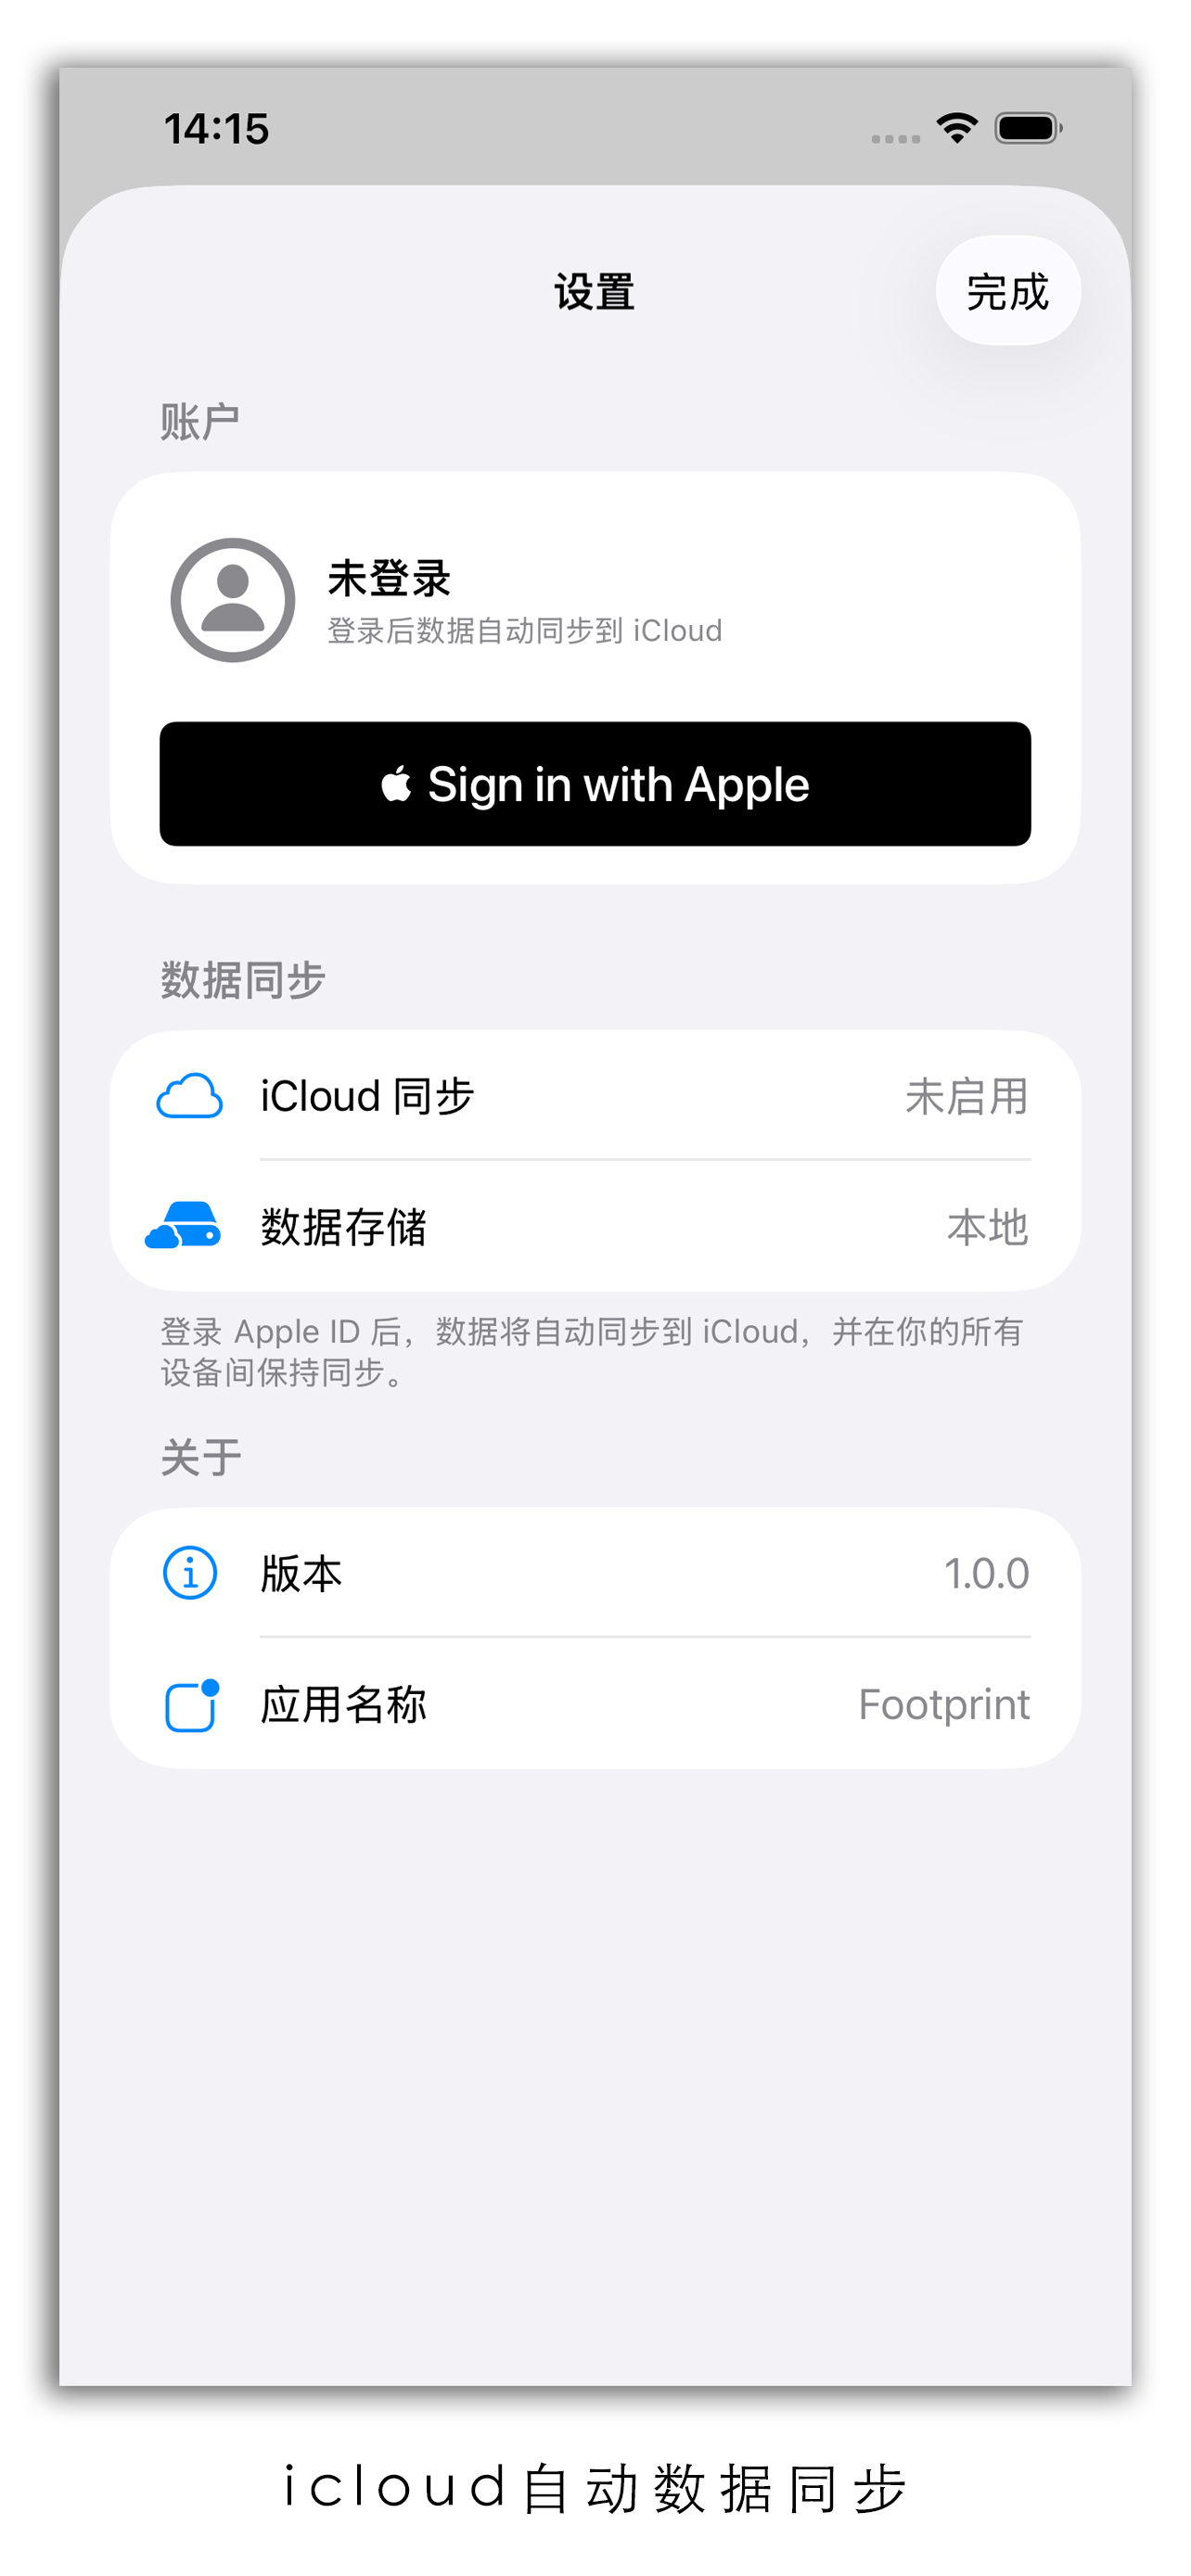 14:15
设置
完成
账户
未登录
登录后数据自动同步到 iCloud
Sign in with Apple
数据同步
iCloud 同步
未启用
数据存储
本地
登录 Apple ID 后，数据将自动同步到 iCloud，并在你的所有
设备间保持同步。
关于
版本
1.0.0
应用名称
Footprint
icloud自动数据同步